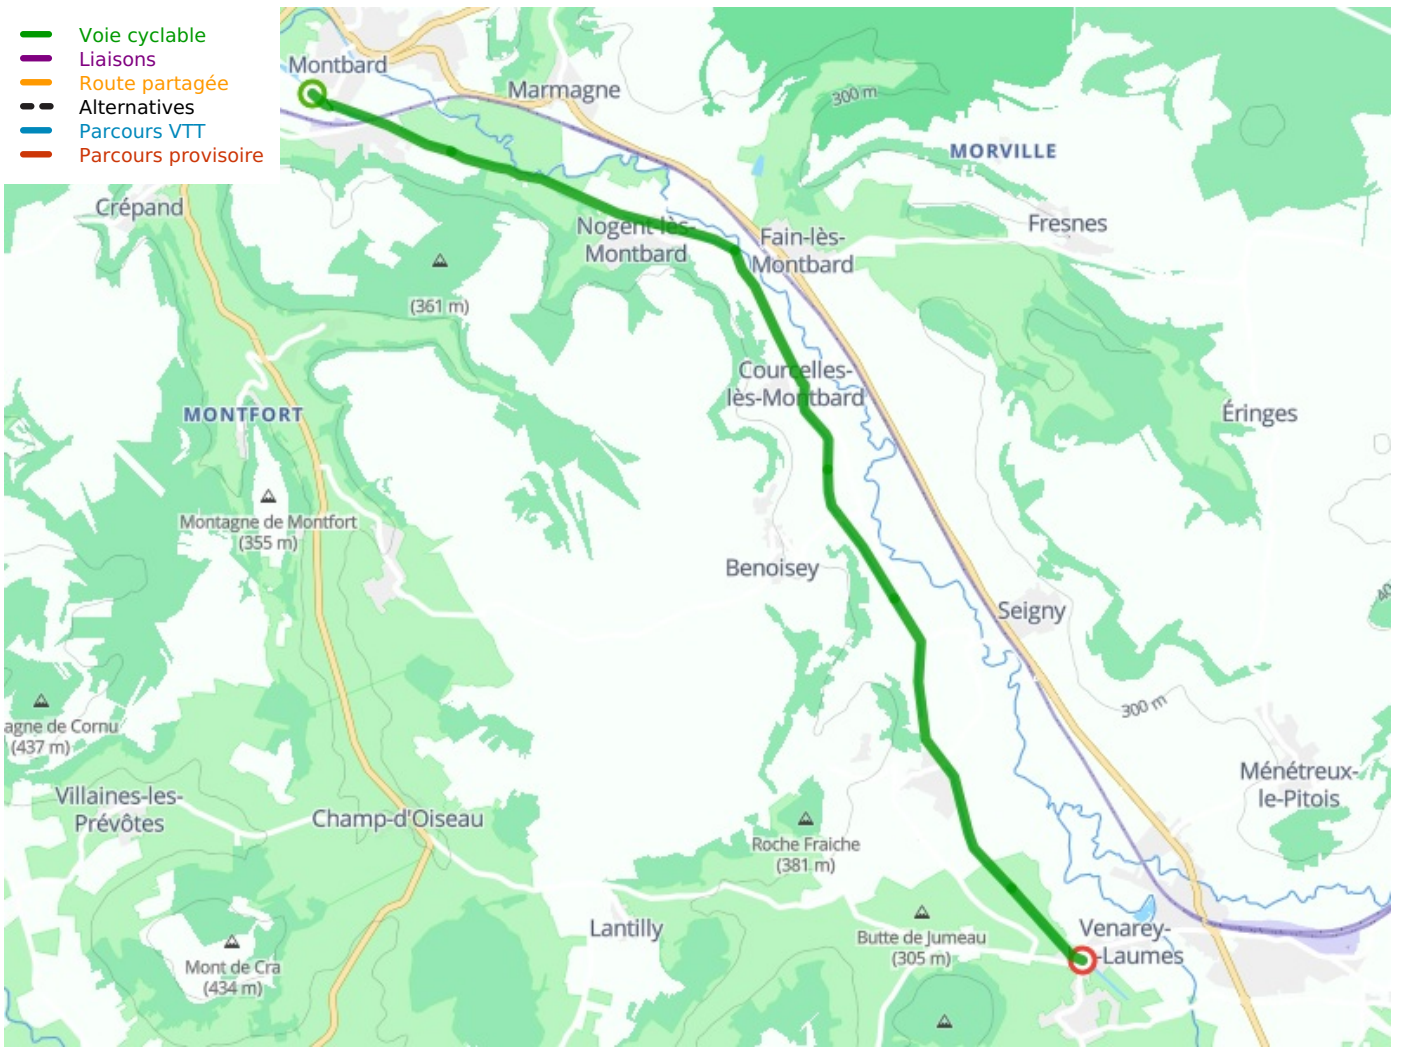 Voie cyclable
Liaisons
Route partagée
Alternatives
Parcours VTT
Parcours provisoire
Montbard
Marmagne
300 m
MORVILLE
Crépand
Fresnes
Nogent-lès-
Montbard
Fain-lès-
Montbard
(361 m)
Courcelles-
lès-Montbard
MONTFORT
Éringes
Montagne de Montfort
(355 m)
Benoisey
Seigny
300 m
agne de Cornu
(437 m)
Ménétreux-
le-Pitois
Villaines-les-
Prévôtes
Champ-d'Oiseau
Roche Fraiche
(381 m)
Lantilly
Butte de Jumeau
(305 m)
Venarey-
-Laumes
Mont de Cra
(434 m)